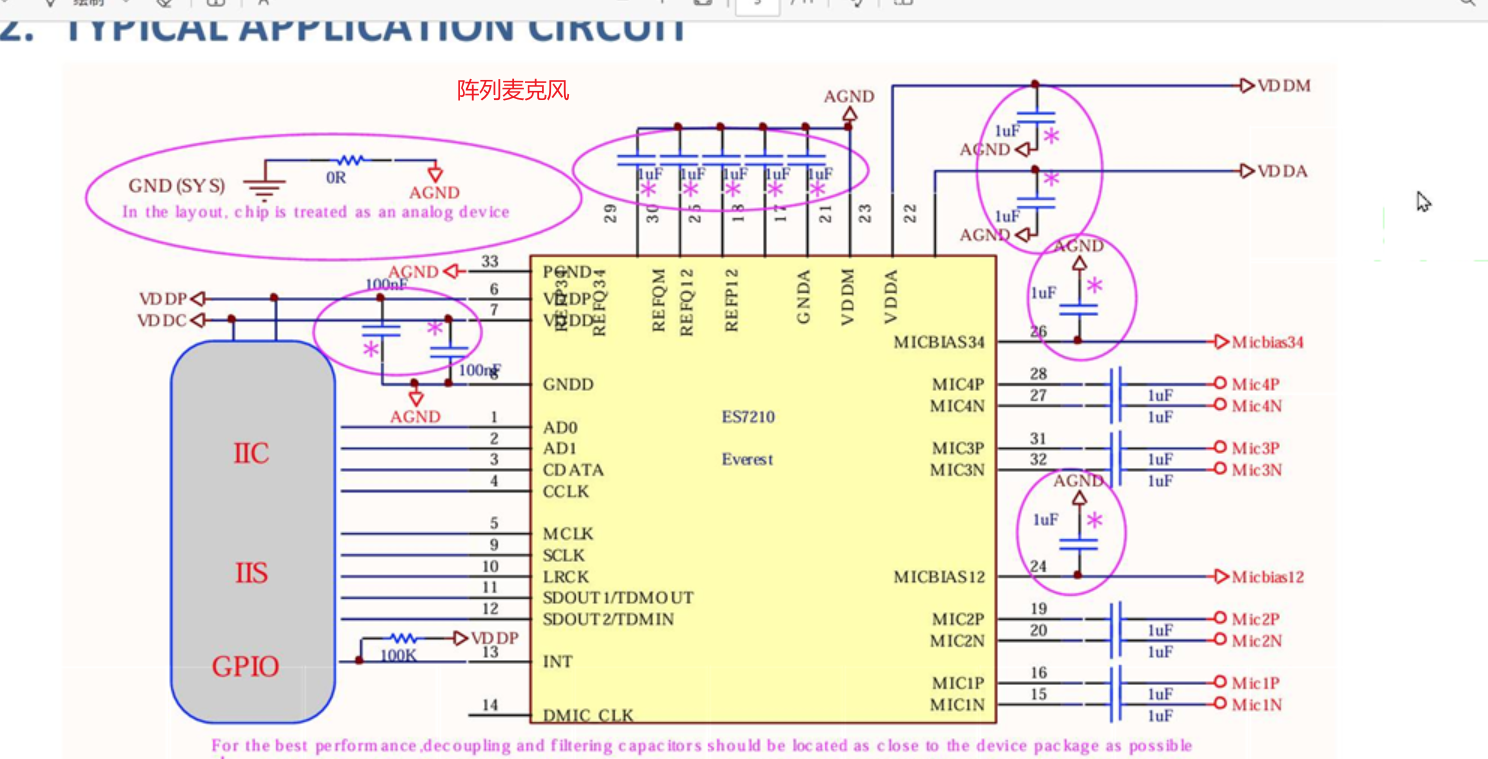 2. TYPICAL APPLICATION CIRCUIT
阵列麦克风
AGND
VDDM
1uF
AGND
VDDA
1uF
AGND
GND(SYS)
0R
AGND
In the layout, chip is treated as an analog device
1uF 1uF 1uF 1uF 1uF
29 30 25 18 17 21 23 22
AGND
1uF
AGND 33 PGND
100nF
VDDP 6 VDDP
VDDC 7 VDDD
REFQ34
REFQM
REFQ12
REFP12
GNDA
VDDM
VDDA
100nF
8 GNDD
AGND
MICBIAS34 26 Micbias34
MIC4P 28 1uF Mic4P
MIC4N 27 1uF Mic4N
MIC3P 31 1uF Mic3P
MIC3N 32 1uF Mic3N
ES7210
Everest
IIC
1 AD0
2 AD1
3 CDATA
4 CCLK
AGND
1uF
IIS
5 MCLK
9 SCLK
10 LRCK
11 SDOUT1/TDMOUT
12 SDOUT2/TDMIN
MICBIAS12 24 Micbias12
MIC2P 19 1uF Mic2P
MIC2N 20 1uF Mic2N
GPIO
100K VDDP
13 INT
14 DMIC CLK
MIC1P 16 1uF Mic1P
MIC1N 15 1uF Mic1N
For the best performance,decoupling and filtering capacitors should be located as close to the device package as possible